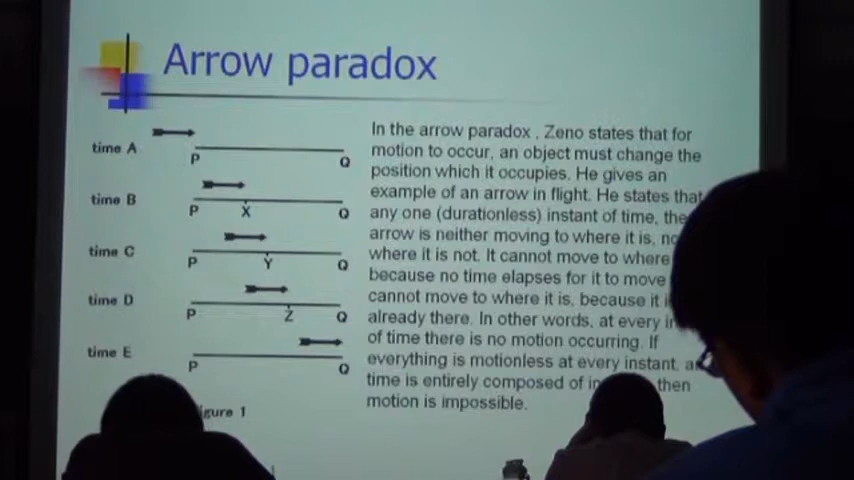 Arrow paradox
time A
P
Q
time B
P
X
Q
time C
P
Y
Q
time D
P
Z
Q
time E
P
Q
igure 1
In the arrow paradox , Zeno states that for
motion to occur, an object must change the
position which it occupies. He gives an
example of an arrow in flight. He states that
any one (durationless) instant of time, the
arrow is neither moving to where it is, no
where it is not. It cannot move to where
because no time elapses for it to move
cannot move to where it is, because it i
already there. In other words, at every in
of time there is no motion occurring. If
everything is motionless at every instant, a
time is entirely composed of in then
motion is impossible.